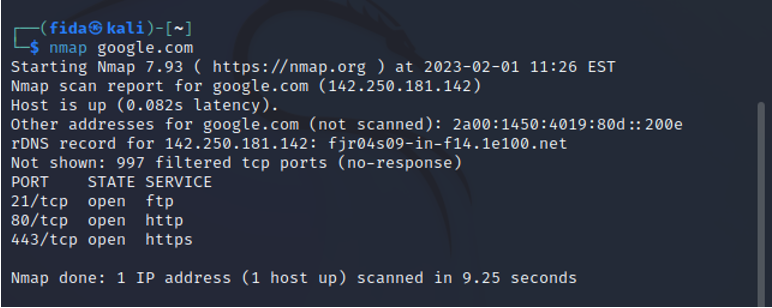 ┌──(fida㉿kali)-[~]
└─$ nmap google.com
Starting Nmap 7.93 ( https://nmap.org ) at 2023-02-01 11:26 EST
Nmap scan report for google.com (142.250.181.142)
Host is up (0.082s latency).
Other addresses for google.com (not scanned): 2a00:1450:4019:80d::200e
rDNS record for 142.250.181.142: fjr04s09-in-f14.1e100.net
Not shown: 997 filtered tcp ports (no-response)
PORT    STATE SERVICE
21/tcp  open  ftp
80/tcp  open  http
443/tcp open  https
Nmap done: 1 IP address (1 host up) scanned in 9.25 seconds